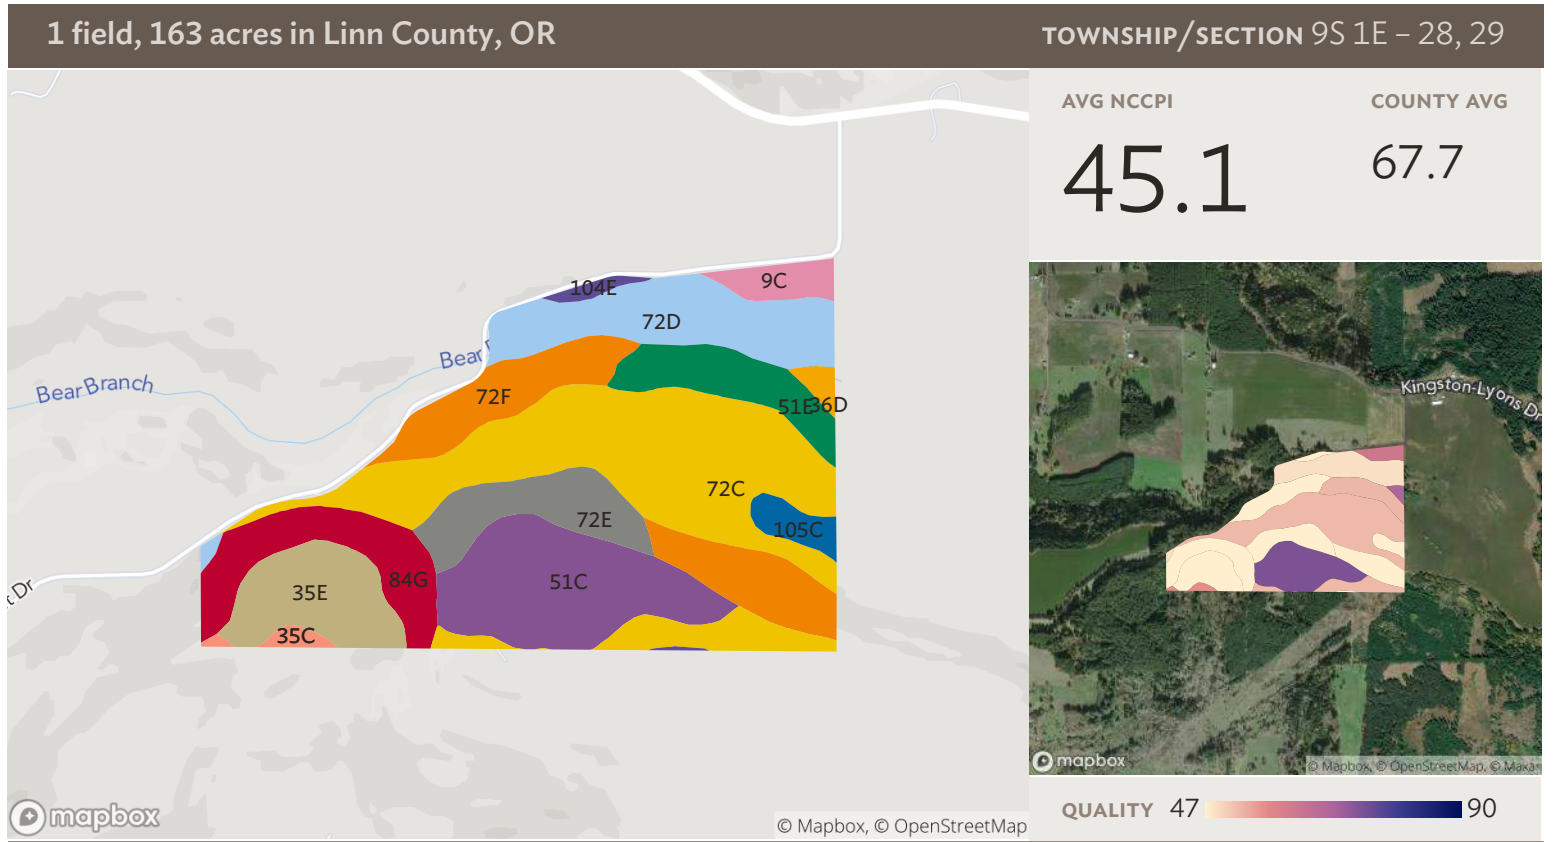 1 field, 163 acres in Linn County, OR
TOWNSHIP/SECTION 9S 1E – 28, 29
AVG NCCPI
COUNTY AVG
45.1
67.7
104E
9C
72D
Bear
Bear Branch
72F
51E
36D
72C
72E
105C
51C
84G
35E
35C
Dr
mapbox
© Mapbox, © OpenStreetMap
Kingston-Lyons Dr
mapbox
© Mapbox, © OpenStreetMap, © Maxar
QUALITY 47
90